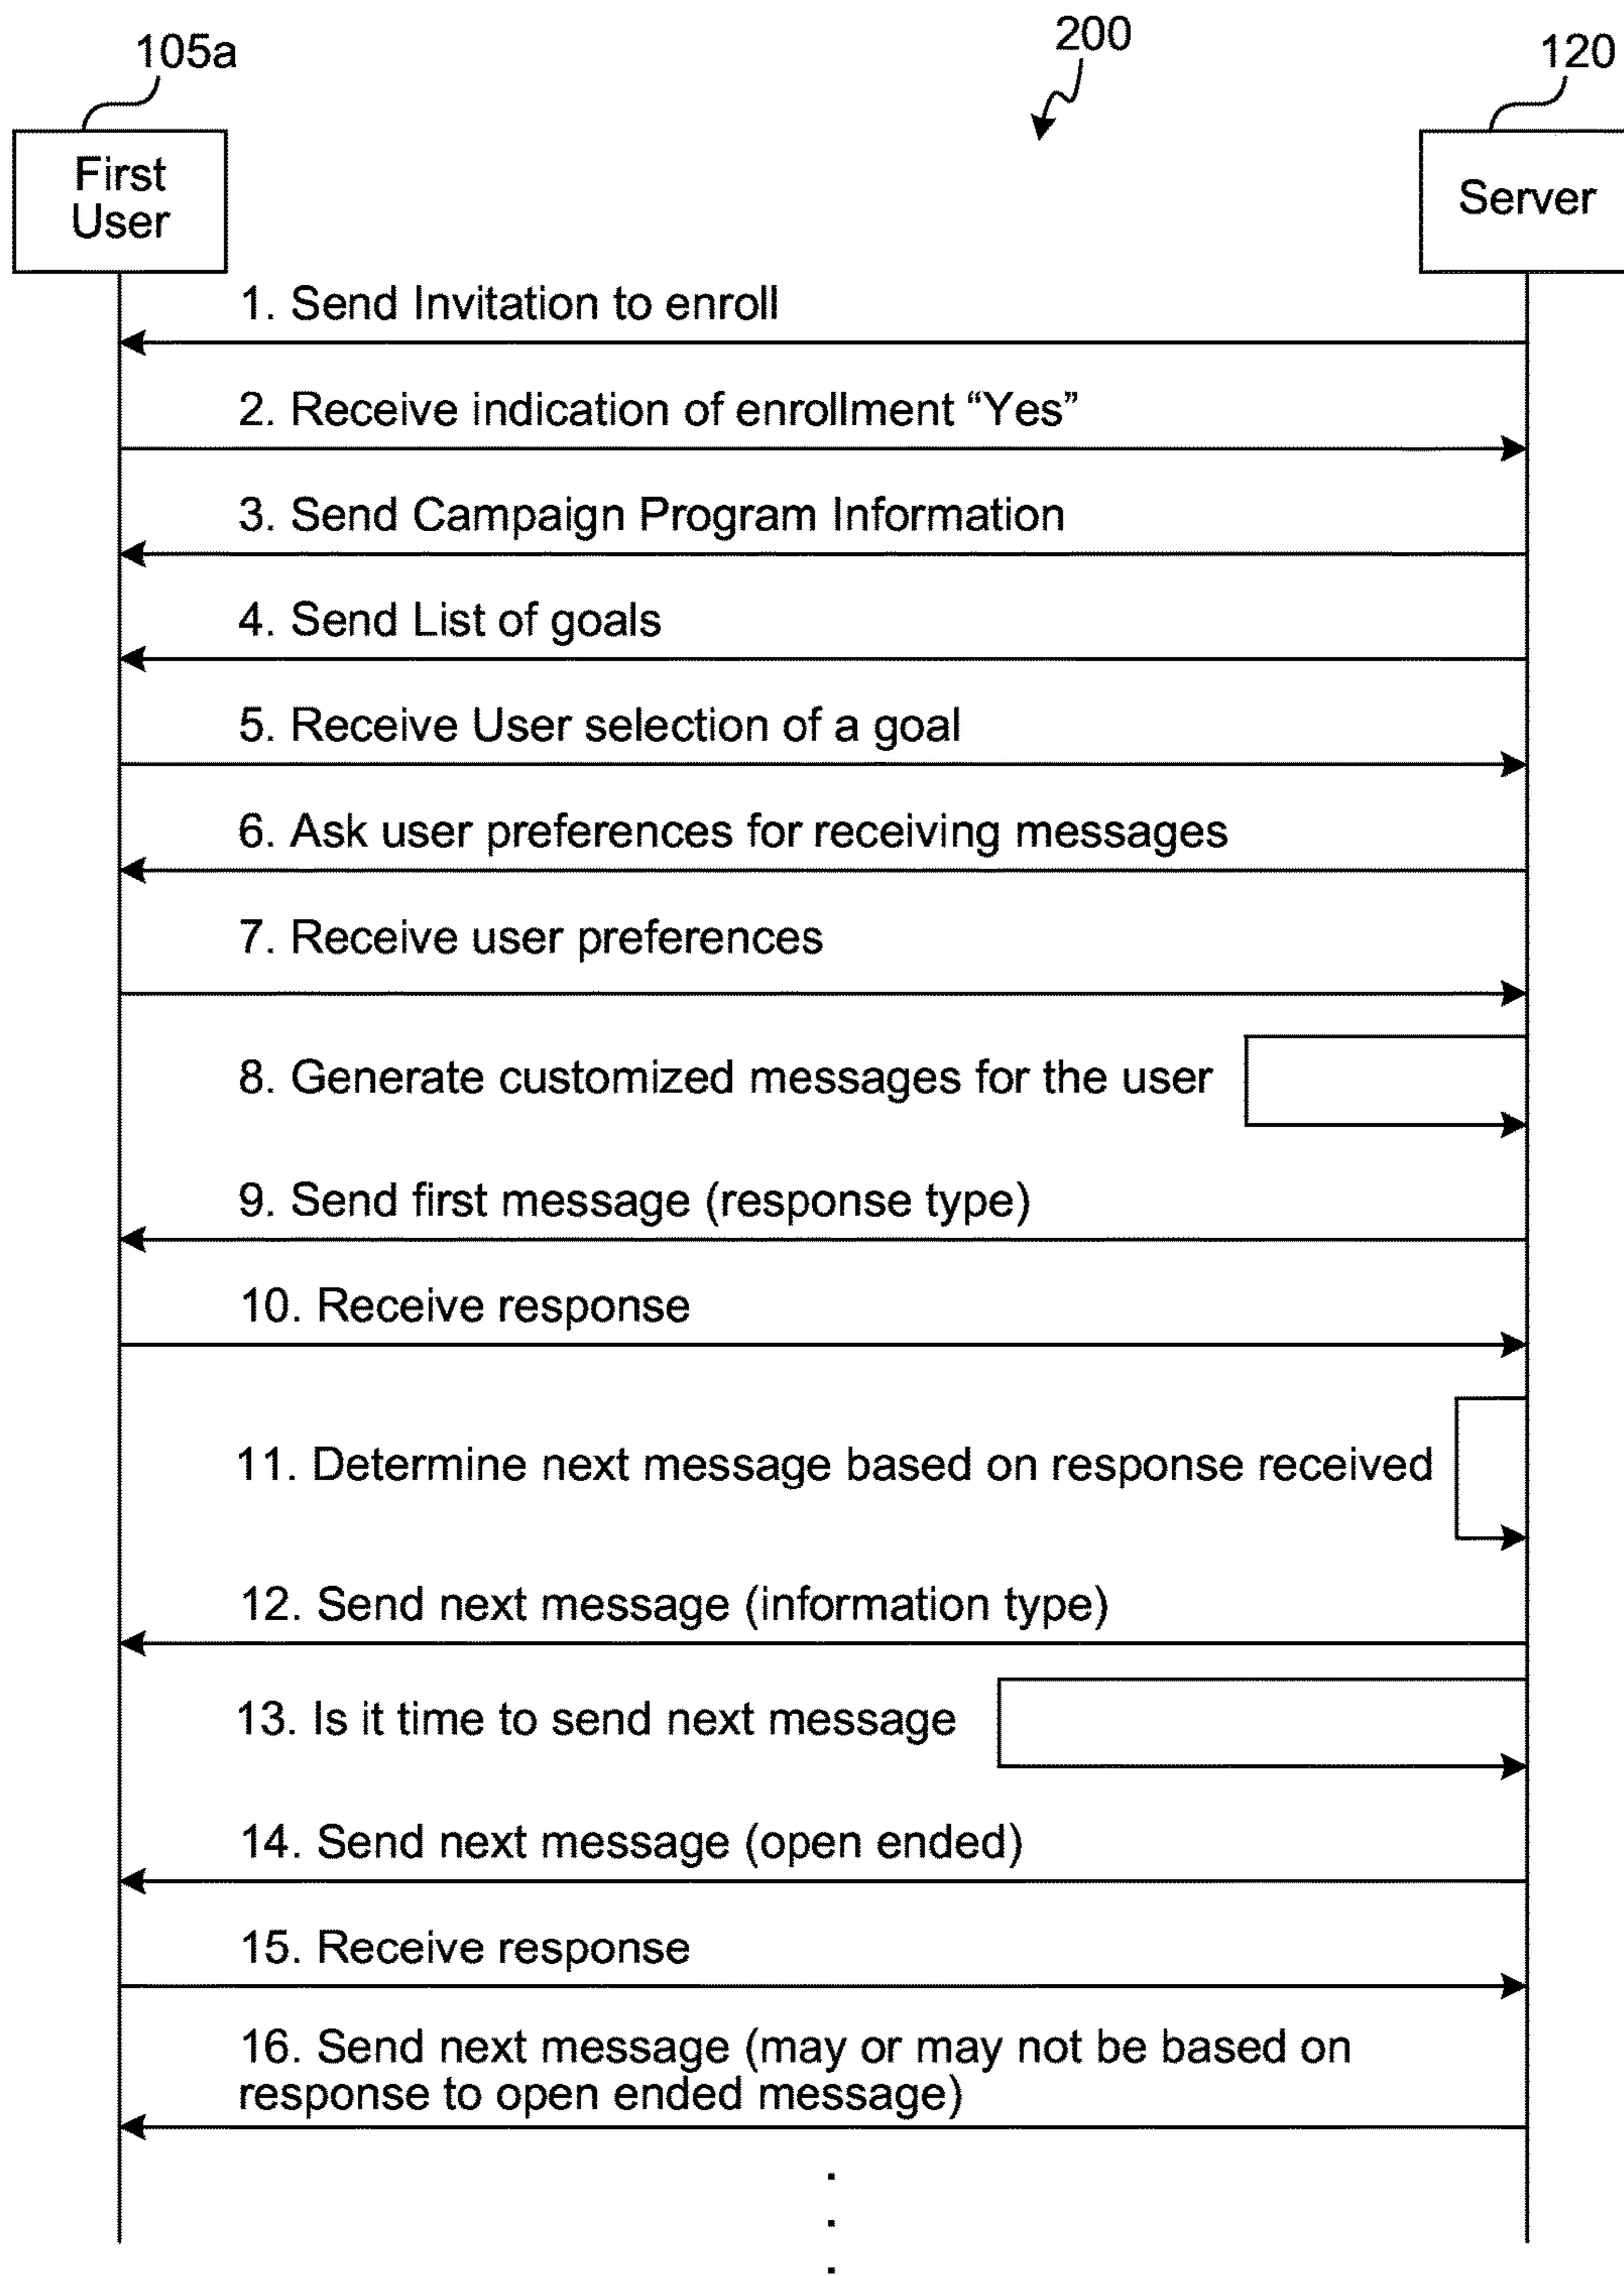 105a
200
120
First
User
Server
1. Send Invitation to enroll
2. Receive indication of enrollment “Yes”
3. Send Campaign Program Information
4. Send List of goals
5. Receive User selection of a goal
6. Ask user preferences for receiving messages
7. Receive user preferences
8. Generate customized messages for the user
9. Send first message (response type)
10. Receive response
11. Determine next message based on response received
12. Send next message (information type)
13. Is it time to send next message
14. Send next message (open ended)
15. Receive response
16. Send next message (may or may not be based on
response to open ended message)